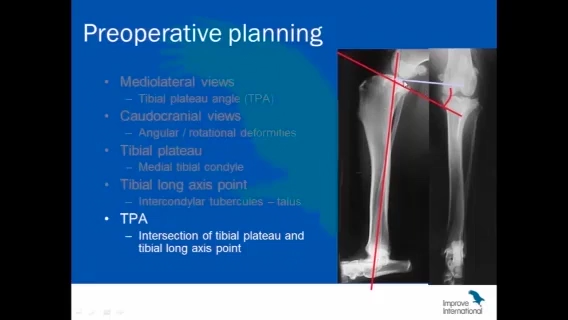 Preoperative planning
• Mediolateral views
– Tibial plateau angle (TPA)
• Caudocranial views
– Angular / rotational deformities
• Tibial plateau
– Medial tibial condyle
• Tibial long axis point
– Intercondylar tubercules – talus
• TPA
– Intersection of tibial plateau and
tibial long axis point
Improve
International